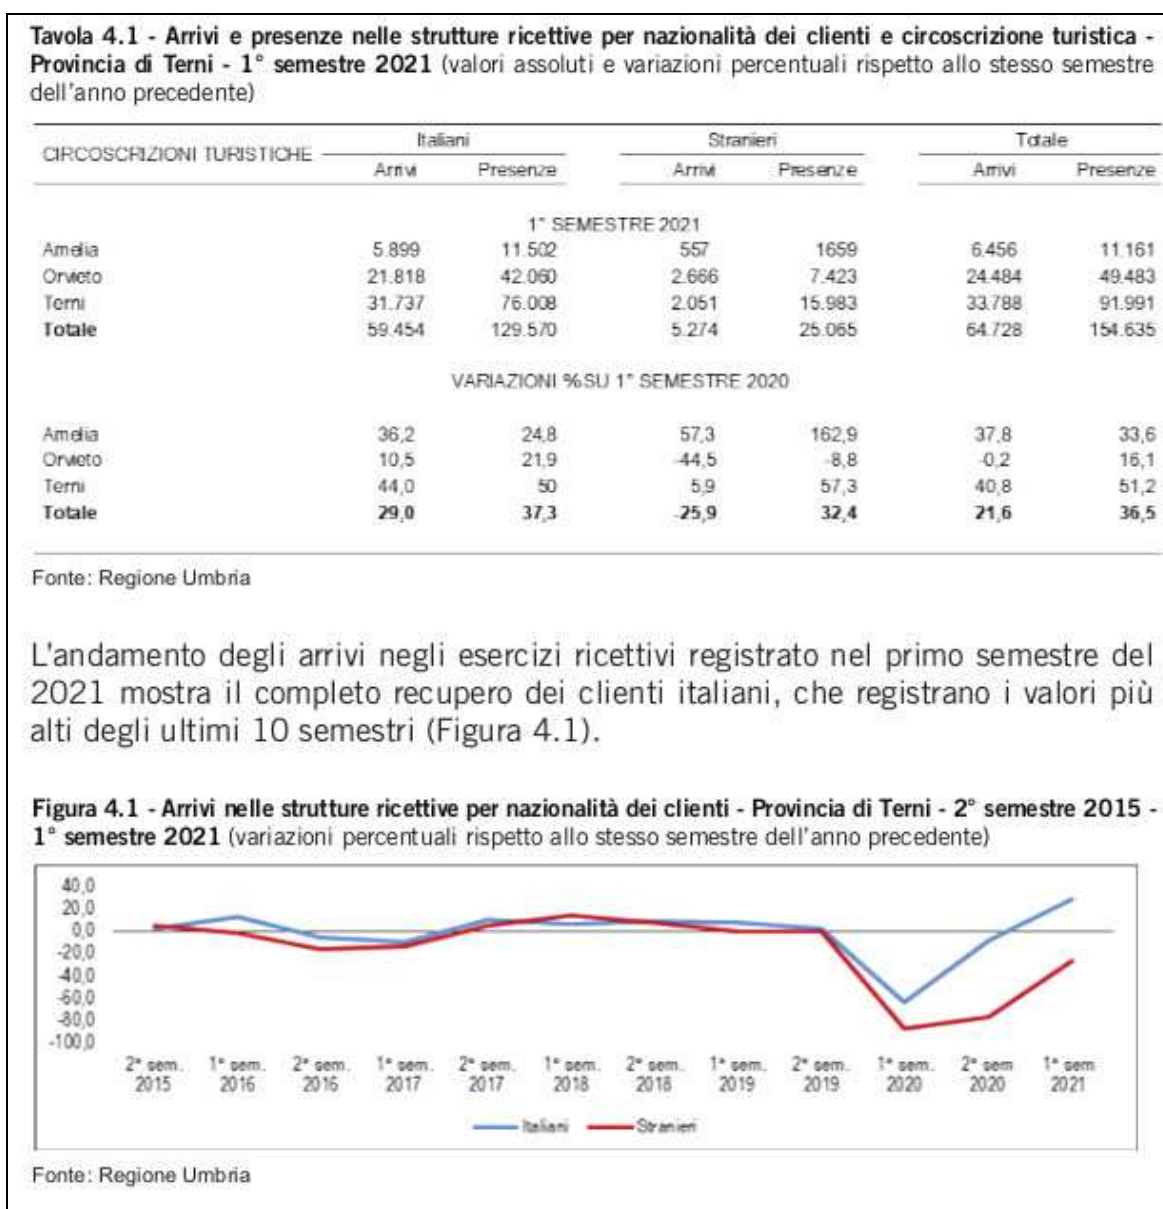 Tavola 4.1 - Arrivi e presenze nelle strutture ricettive per nazionalità dei clienti e circoscrizione turistica -
Provincia di Terni - 1° semestre 2021 (valori assoluti e variazioni percentuali rispetto allo stesso semestre
dell'anno precedente)
CIRCOSCRIZIONI TURISTICHE Italiani Stranieri Totale
Arrivi Presenze Arrivi Presenze Arrivi Presenze
1° SEMESTRE 2021
Amelia 5.899 11.502 557 1659 6.456 11.161
Orvieto 21.818 42.060 2.666 7.423 24.484 49.483
Terni 31.737 76.008 2.051 15.983 33.788 91.991
Totale 59.454 129.570 5.274 25.065 64.728 154.635
VARIAZIONI % SU 1° SEMESTRE 2020
Amelia 36,2 24,8 57,3 162,9 37,8 33,6
Orvieto 10,5 21,9 -44,5 -8,8 -0,2 16,1
Terni 44,0 50 5,9 57,3 40,8 51,2
Totale 29,0 37,3 -25,9 32,4 21,6 36,5
Fonte: Regione Umbria
L'andamento degli arrivi negli esercizi ricettivi registrato nel primo semestre del
2021 mostra il completo recupero dei clienti italiani, che registrano i valori più
alti degli ultimi 10 semestri (Figura 4.1).
Figura 4.1 - Arrivi nelle strutture ricettive per nazionalità dei clienti - Provincia di Terni - 2° semestre 2015 -
1° semestre 2021 (variazioni percentuali rispetto allo stesso semestre dell'anno precedente)
40,0
20,0
0,0
-20,0
-40,0
-60,0
-80,0
-100,0
2° sem. 1° sem. 2° sem. 1° sem. 2° sem. 1° sem. 2° sem. 1° sem. 2° sem. 1° sem. 2° sem 1° sem
2015 2016 2016 2017 2017 2018 2018 2019 2019 2020 2020 2021
Italiani Stranieri
Fonte: Regione Umbria